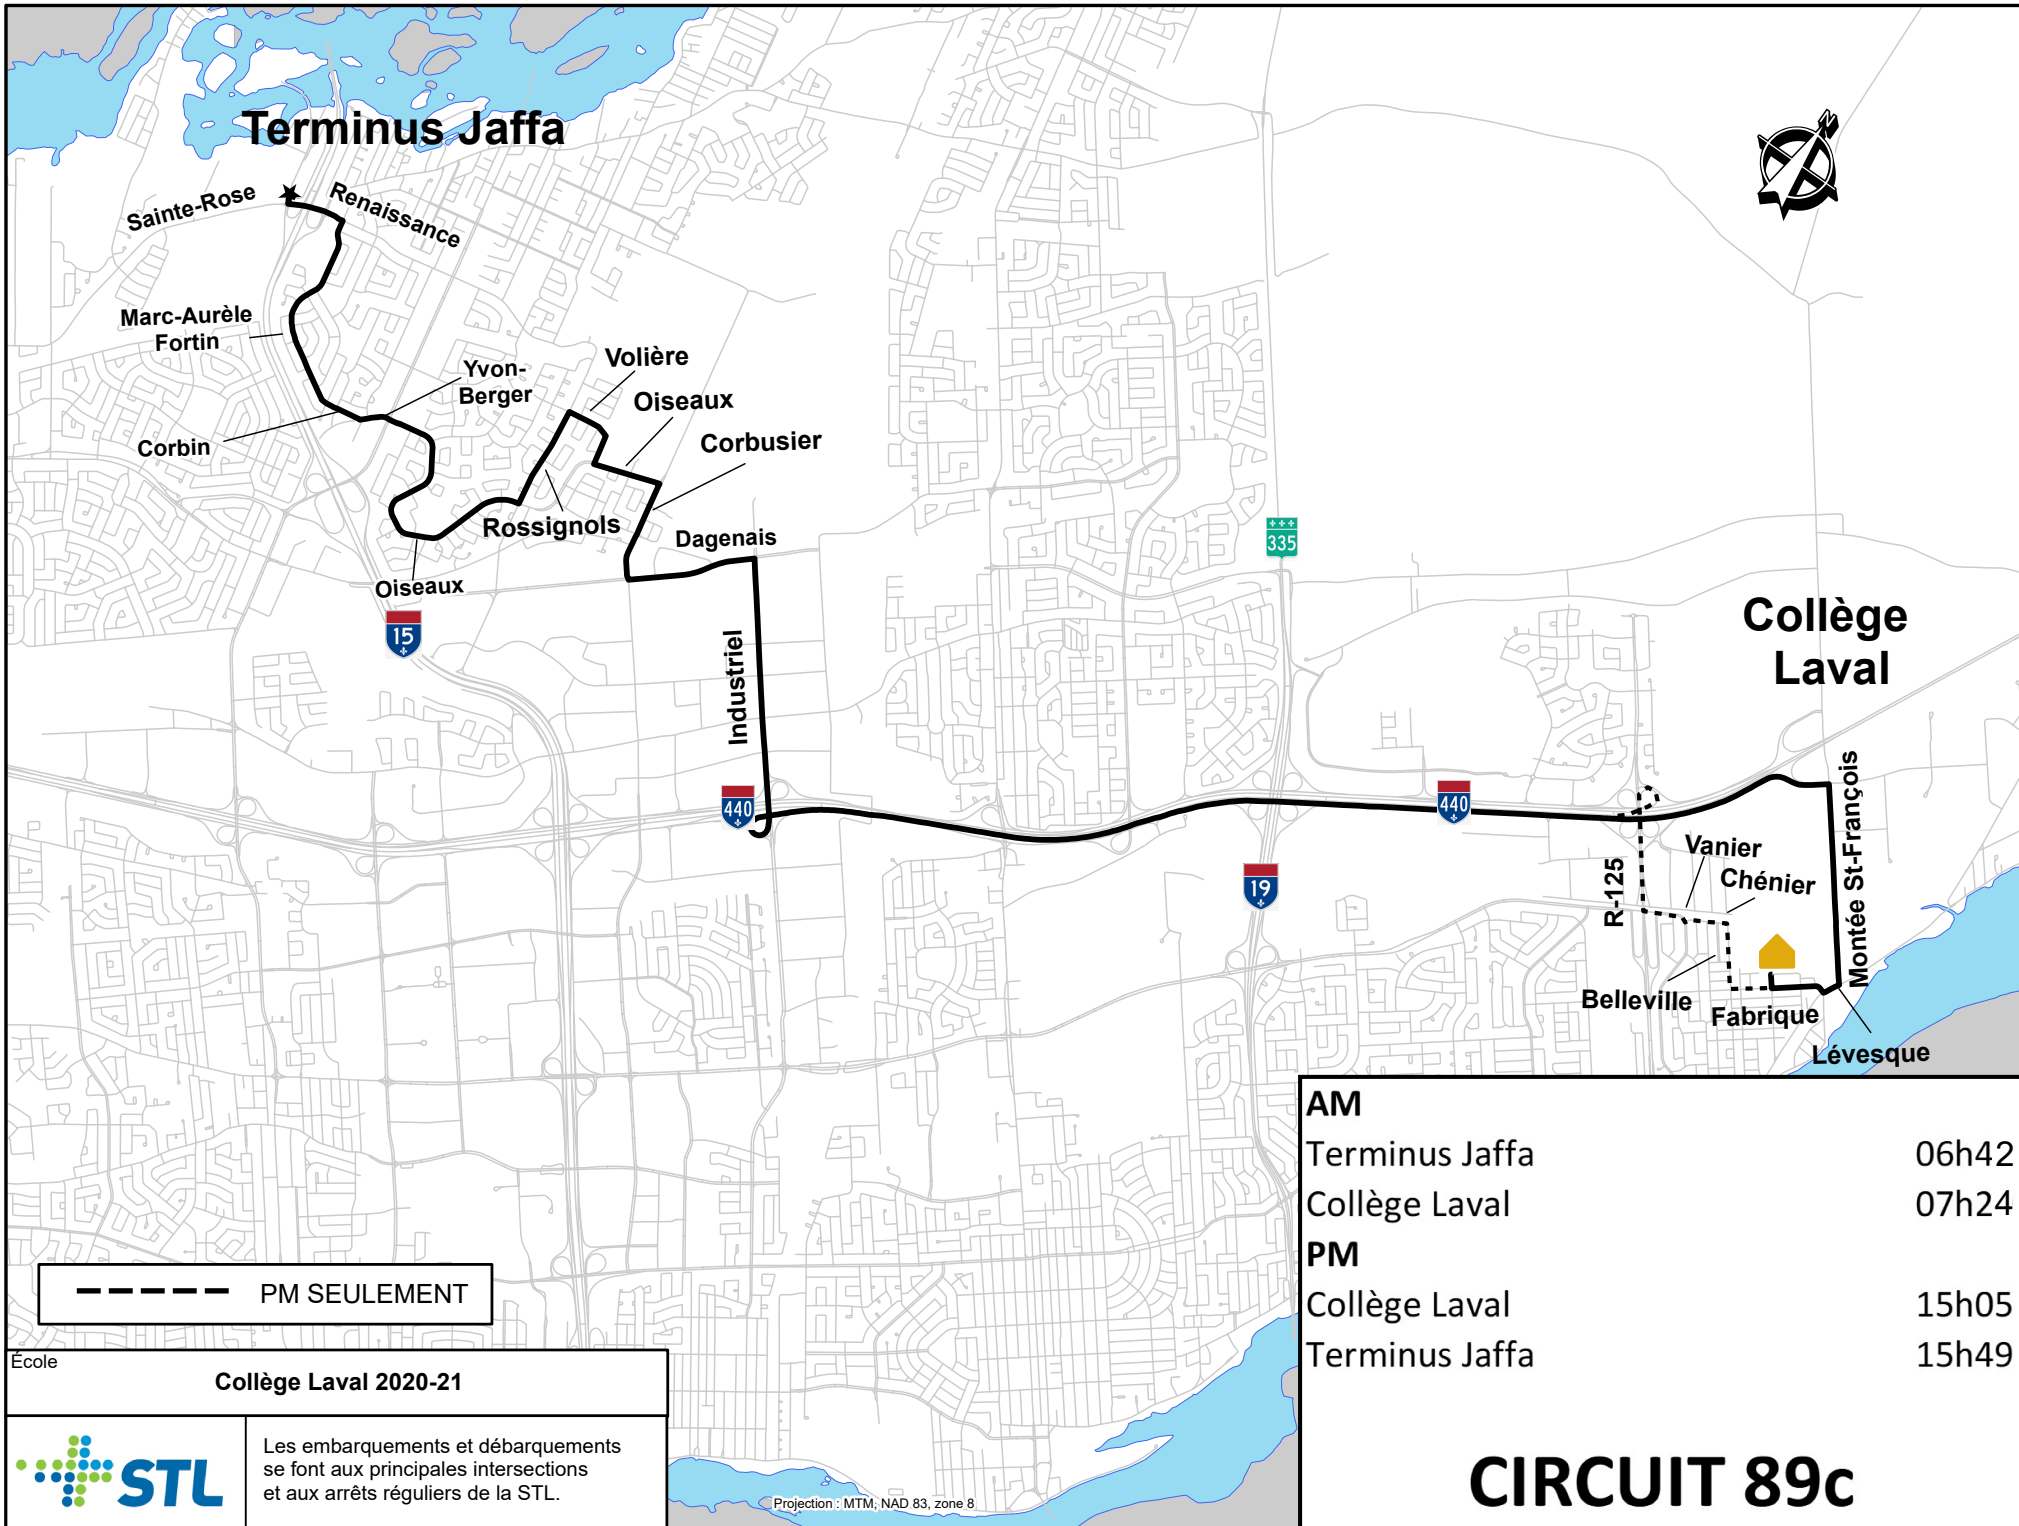 Terminus Jaffa
N
Sainte-Rose
Renaissance
Marc-Aurèle
Fortin
Yvon-
Berger
Volière
Oiseaux
Corbusier
Corbin
Rossignols
Dagenais
Oiseaux
15
335
Collège
Laval
Industriel
440
440
19
R-125
Vanier
Chénier
Montée St-François
Belleville
Fabrique
Lévesque
AM
Terminus Jaffa 06h42
Collège Laval 07h24
PM
Collège Laval 15h05
Terminus Jaffa 15h49
CIRCUIT 89c
PM SEULEMENT
École
Collège Laval 2020-21
STL
Les embarquements et débarquements
se font aux principales intersections
et aux arrêts réguliers de la STL.
Projection : MTM, NAD 83, zone 8